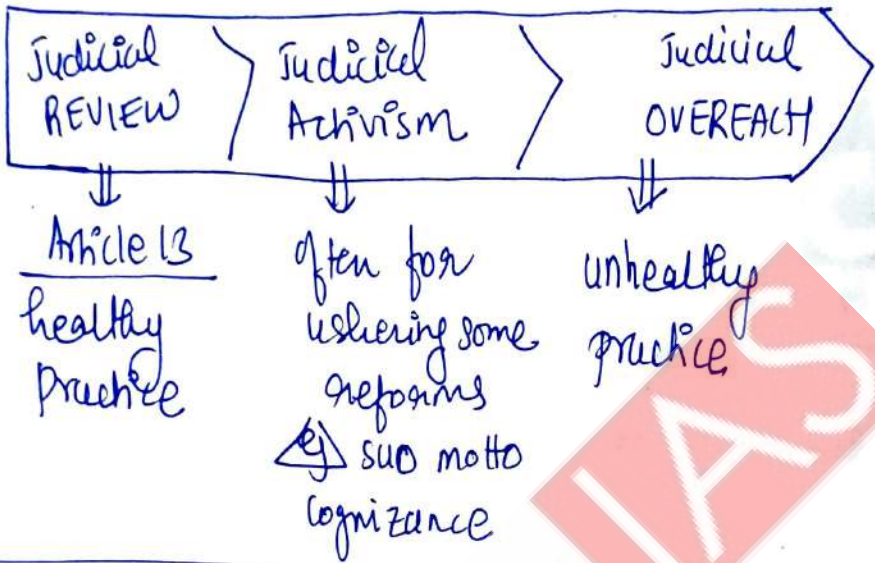 Judicial REVIEW
Judicial Activism
Judicial OVEREACH
Article 13
healthy
Practice
often for
ushering some
reforms
eg suo motto
cognizance
unhealthy
practice
IAS